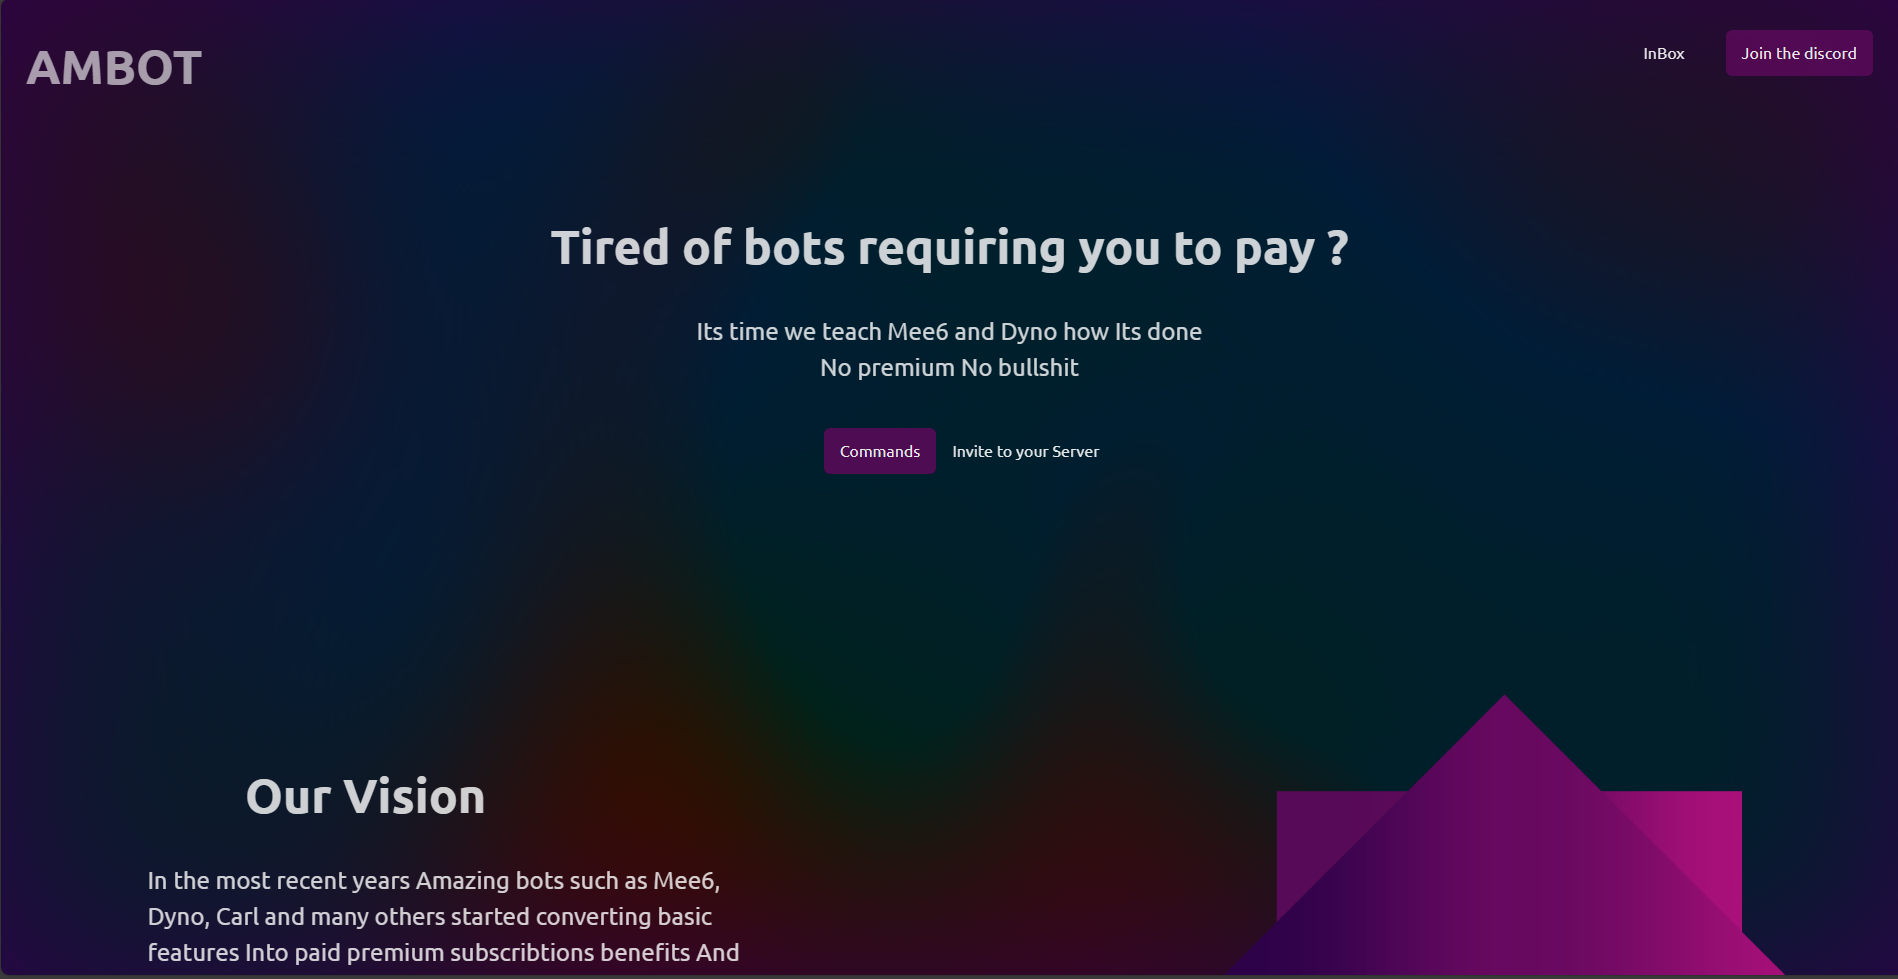 AMBOT
InBox
Join the discord
Tired of bots requiring you to pay ?
Its time we teach Mee6 and Dyno how Its done
No premium No bullshit
Commands
Invite to your Server
Our Vision
In the most recent years Amazing bots such as Mee6,
Dyno, Carl and many others started converting basic
features Into paid premium subscribtions benefits And